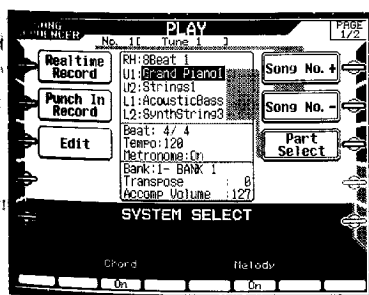 SONG
SEQUENCER
PLAY
PAGE
1/2
No. 1[ Tune 1 ]
Realtime
Record
Punch In
Record
Edit
RH:8Beat 1
U1:Grand Piano1
U2:Strings1
L1:AcousticBass
L2:SynthString3
Beat: 4/ 4
Tempo:120
Metronome:On
Bank:1- BANK 1
Transpose : 0
Accomp Volume :127
Song No.+
Song No.-
Part
Select
SYSTEM SELECT
Chord
Melody
On
On